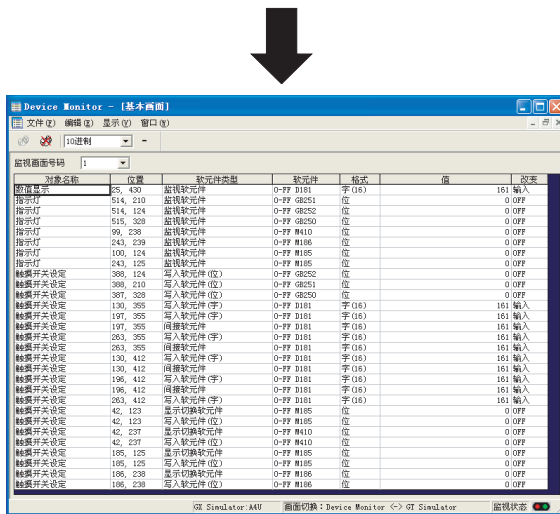 Device Monitor - [基本画面]
文件(F) 编辑(E) 显示(V) 窗口(W)
10进制
监视画面号码 1
对象名称 位置 软元件类型 软元件 格式 值 改变
数值显示 25, 430 监视软元件 0-FF D181 字(16) 161 输入
指示灯 514, 210 监视软元件 0-FF GB251 位 0 OFF
指示灯 514, 124 监视软元件 0-FF GB252 位 0 OFF
指示灯 515, 328 监视软元件 0-FF GB250 位 0 OFF
指示灯 99, 238 监视软元件 0-FF M410 位 0 OFF
指示灯 243, 239 监视软元件 0-FF M186 位 0 OFF
指示灯 100, 124 监视软元件 0-FF M185 位 0 OFF
指示灯 243, 125 监视软元件 0-FF M185 位 0 OFF
触摸开关设定 388, 124 写入软元件(位) 0-FF GB252 位 0 OFF
触摸开关设定 388, 210 写入软元件(位) 0-FF GB251 位 0 OFF
触摸开关设定 387, 328 写入软元件(位) 0-FF GB250 位 0 OFF
触摸开关设定 130, 355 写入软元件(字) 0-FF D181 字(16) 161 输入
触摸开关设定 197, 355 写入软元件(字) 0-FF D181 字(16) 161 输入
触摸开关设定 197, 355 间接软元件 0-FF D181 字(16) 161 输入
触摸开关设定 263, 355 写入软元件(字) 0-FF D181 字(16) 161 输入
触摸开关设定 263, 355 间接软元件 0-FF D181 字(16) 161 输入
触摸开关设定 130, 412 写入软元件(字) 0-FF D181 字(16) 161 输入
触摸开关设定 130, 412 间接软元件 0-FF D181 字(16) 161 输入
触摸开关设定 196, 412 写入软元件(字) 0-FF D181 字(16) 161 输入
触摸开关设定 196, 412 间接软元件 0-FF D181 字(16) 161 输入
触摸开关设定 263, 412 写入软元件(字) 0-FF D181 字(16) 161 输入
触摸开关设定 42, 123 显示切换软元件 0-FF M185 位 0 OFF
触摸开关设定 42, 123 写入软元件(位) 0-FF M185 位 0 OFF
触摸开关设定 42, 237 显示切换软元件 0-FF M410 位 0 OFF
触摸开关设定 42, 237 写入软元件(位) 0-FF M410 位 0 OFF
触摸开关设定 185, 125 显示切换软元件 0-FF M185 位 0 OFF
触摸开关设定 185, 125 写入软元件(位) 0-FF M185 位 0 OFF
触摸开关设定 186, 238 显示切换软元件 0-FF M186 位 0 OFF
触摸开关设定 186, 238 写入软元件(位) 0-FF M186 位 0 OFF
GX Simulator:A4U 画面切换：Device Monitor <-> GT Simulator 监视状态